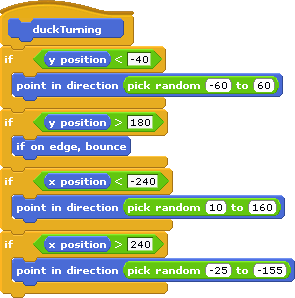 duckTurning
if y position < -40
point in direction pick random -60 to 60
if y position > 180
if on edge, bounce
if x position < -240
point in direction pick random 10 to 160
if x position > 240
point in direction pick random -25 to -155